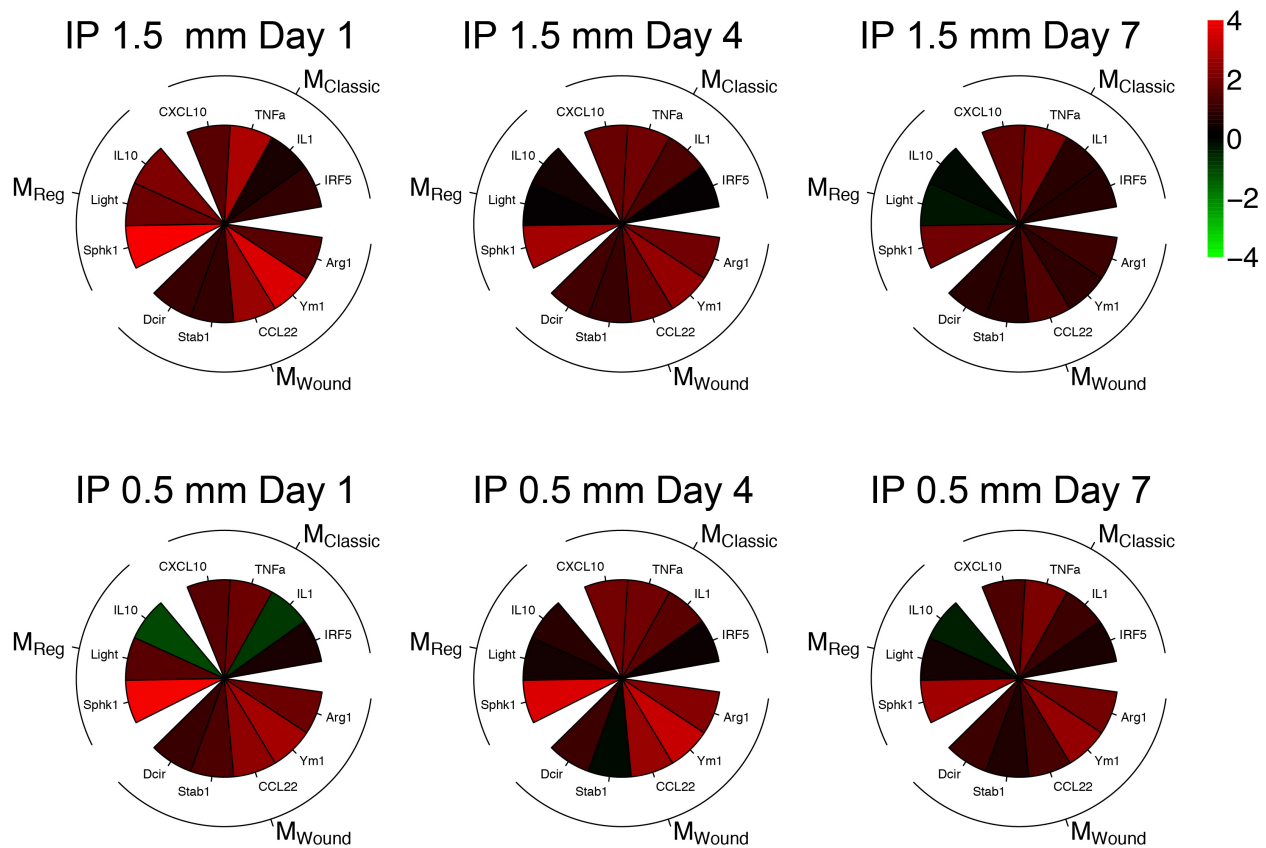 IP 1.5 mm Day 1
IP 1.5 mm Day 4
IP 1.5 mm Day 7
4
2
0
−2
−4
MClassic
CXCL10
TNFa
IL1
IRF5
MReg
IL10
Light
Sphk1
Arg1
Ym1
CCL22
Stab1
Dcir
MWound
MClassic
CXCL10
TNFa
IL1
IRF5
MReg
IL10
Light
Sphk1
Arg1
Ym1
CCL22
Stab1
Dcir
MWound
MClassic
CXCL10
TNFa
IL1
IRF5
MReg
IL10
Light
Sphk1
Arg1
Ym1
CCL22
Stab1
Dcir
MWound
IP 0.5 mm Day 1
IP 0.5 mm Day 4
IP 0.5 mm Day 7
MClassic
CXCL10
TNFa
IL1
IRF5
MReg
IL10
Light
Sphk1
Arg1
Ym1
CCL22
Stab1
Dcir
MWound
MClassic
CXCL10
TNFa
IL1
IRF5
MReg
IL10
Light
Sphk1
Arg1
Ym1
CCL22
Stab1
Dcir
MWound
MClassic
CXCL10
TNFa
IL1
IRF5
MReg
IL10
Light
Sphk1
Arg1
Ym1
CCL22
Stab1
Dcir
MWound